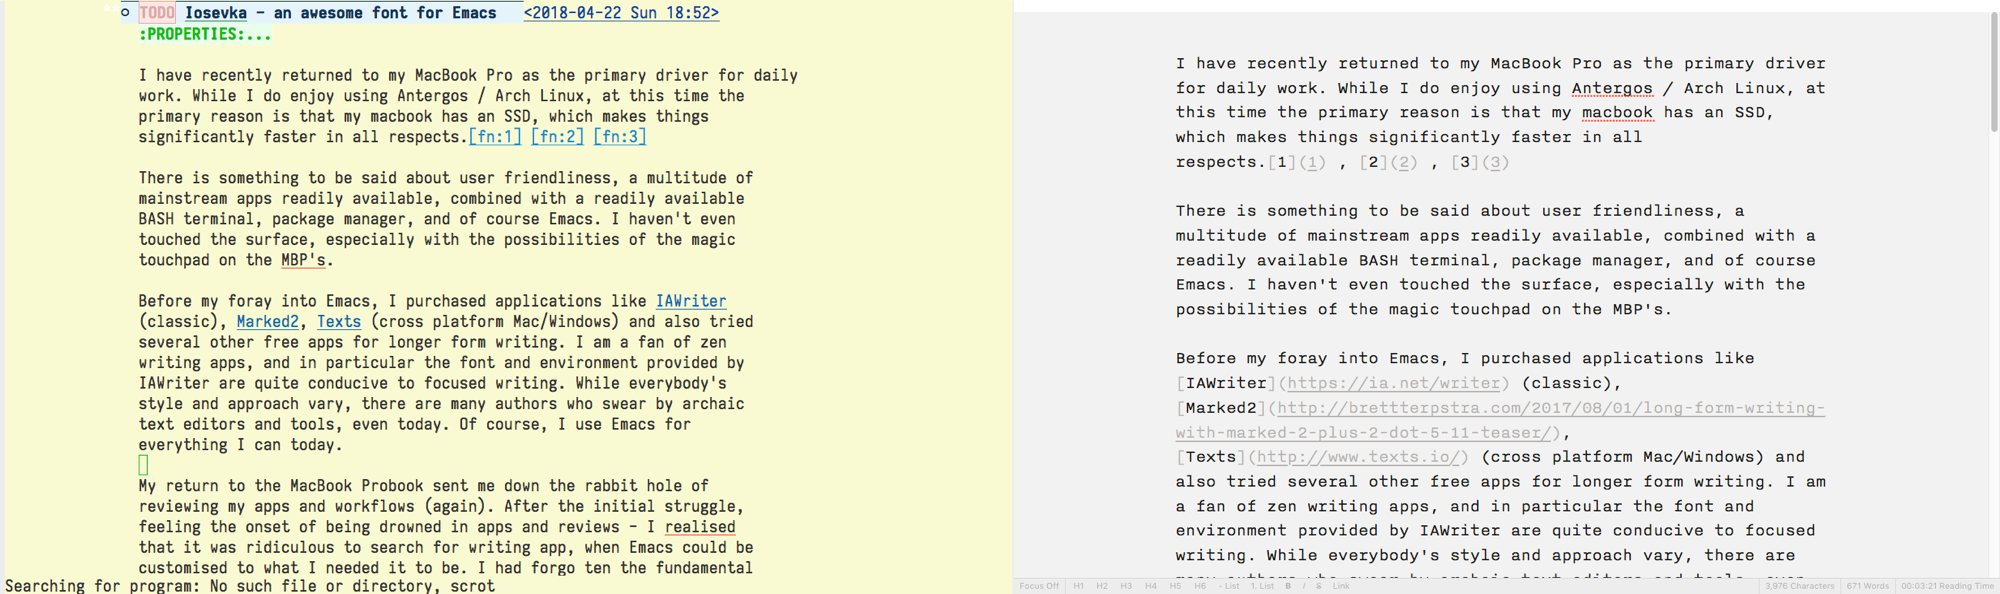 TODO Iosevka - an awesome font for Emacs <2018-04-22 Sun 18:52>
:PROPERTIES:...
I have recently returned to my MacBook Pro as the primary driver for daily
work. While I do enjoy using Antergos / Arch Linux, at this time the
primary reason is that my macbook has an SSD, which makes things
significantly faster in all respects.[fn:1] [fn:2] [fn:3]
There is something to be said about user friendliness, a multitude of
mainstream apps readily available, combined with a readily available
BASH terminal, package manager, and of course Emacs. I haven't even
touched the surface, especially with the possibilities of the magic
touchpad on the MBP's.
Before my foray into Emacs, I purchased applications like IAWriter
(classic), Marked2, Texts (cross platform Mac/Windows) and also tried
several other free apps for longer form writing. I am a fan of zen
writing apps, and in particular the font and environment provided by
IAWriter are quite conducive to focused writing. While everybody's
style and approach vary, there are many authors who swear by archaic
text editors and tools, even today. Of course, I use Emacs for
everything I can today.
My return to the MacBook Probook sent me down the rabbit hole of
reviewing my apps and workflows (again). After the initial struggle,
feeling the onset of being drowned in apps and reviews - I realised
that it was ridiculous to search for writing app, when Emacs could be
customised to what I needed it to be. I had forgo ten the fundamental
Searching for program: No such file or directory, scrot
I have recently returned to my MacBook Pro as the primary driver
for daily work. While I do enjoy using Antergos / Arch Linux, at
this time the primary reason is that my macbook has an SSD,
which makes things significantly faster in all
respects.[1](1) , [2](2) , [3](3)
There is something to be said about user friendliness, a
multitude of mainstream apps readily available, combined with a
readily available BASH terminal, package manager, and of course
Emacs. I haven't even touched the surface, especially with the
possibilities of the magic touchpad on the MBP's.
Before my foray into Emacs, I purchased applications like
[IAWriter](https://ia.net/writer) (classic),
[Marked2](http://brettterpstra.com/2017/08/01/long-form-writing-
with-marked-2-plus-2-dot-5-11-teaser/),
[Texts](http://www.texts.io/) (cross platform Mac/Windows) and
also tried several other free apps for longer form writing. I am
a fan of zen writing apps, and in particular the font and
environment provided by IAWriter are quite conducive to focused
writing. While everybody's style and approach vary, there are
many authors who swear by archaic text editors and tools, even
Focus Off H1 H2 H3 H4 H5 H6 - List 1. List B / S Link 3,976 Characters 671 Words 00:03:21 Reading Time